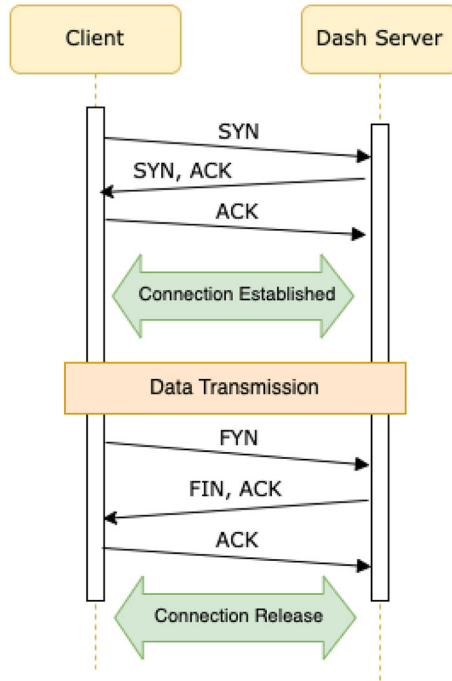 Client
Dash Server
SYN
SYN, ACK
ACK
Connection Established
Data Transmission
FYN
FIN, ACK
ACK
Connection Release